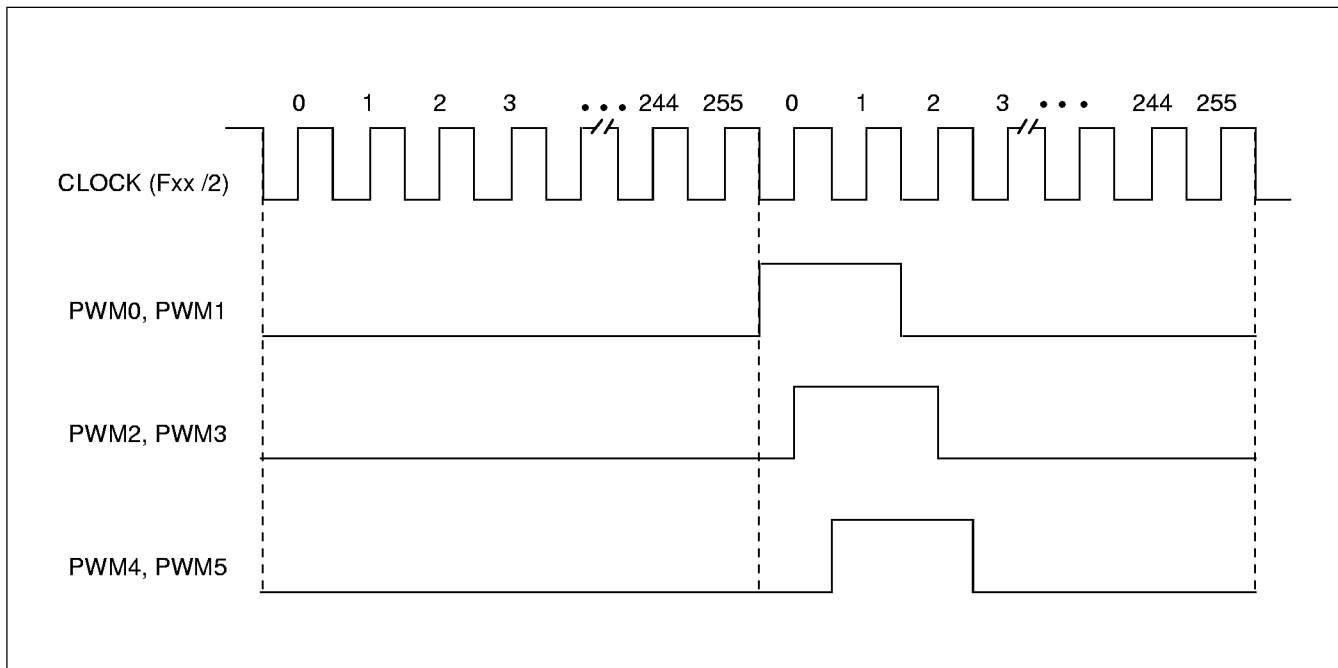 0 1 2 3 • • • 244 255 0 1 2 3 • • • 244 255
CLOCK (Fxx /2)
PWM0, PWM1
PWM2, PWM3
PWM4, PWM5